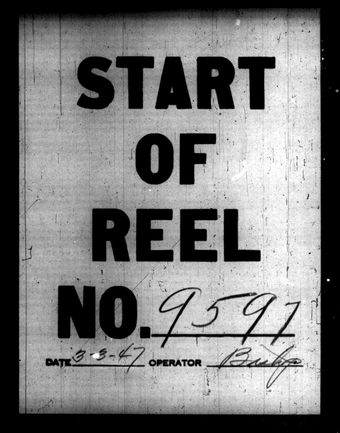 START
OF
REEL
NO. 9597
DATE 3-3-47 OPERATOR